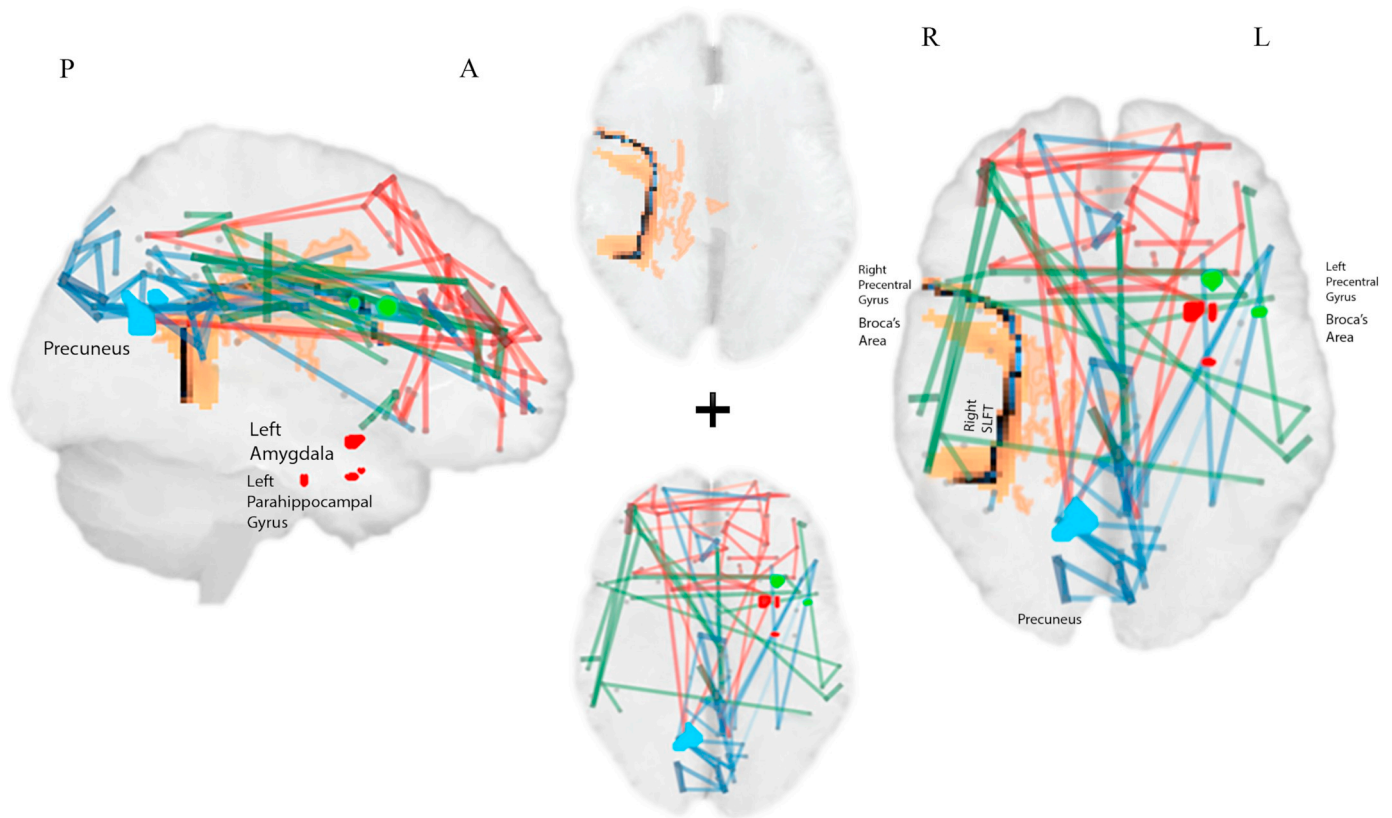 P
A
R
L
Precuneus
Left
Amygdala
Left
Parahippocampal
Gyrus
Right
Precentral
Gyrus
Broca's
Area
Right
SLFT
Left
Precentral
Gyrus
Broca's
Area
Precuneus